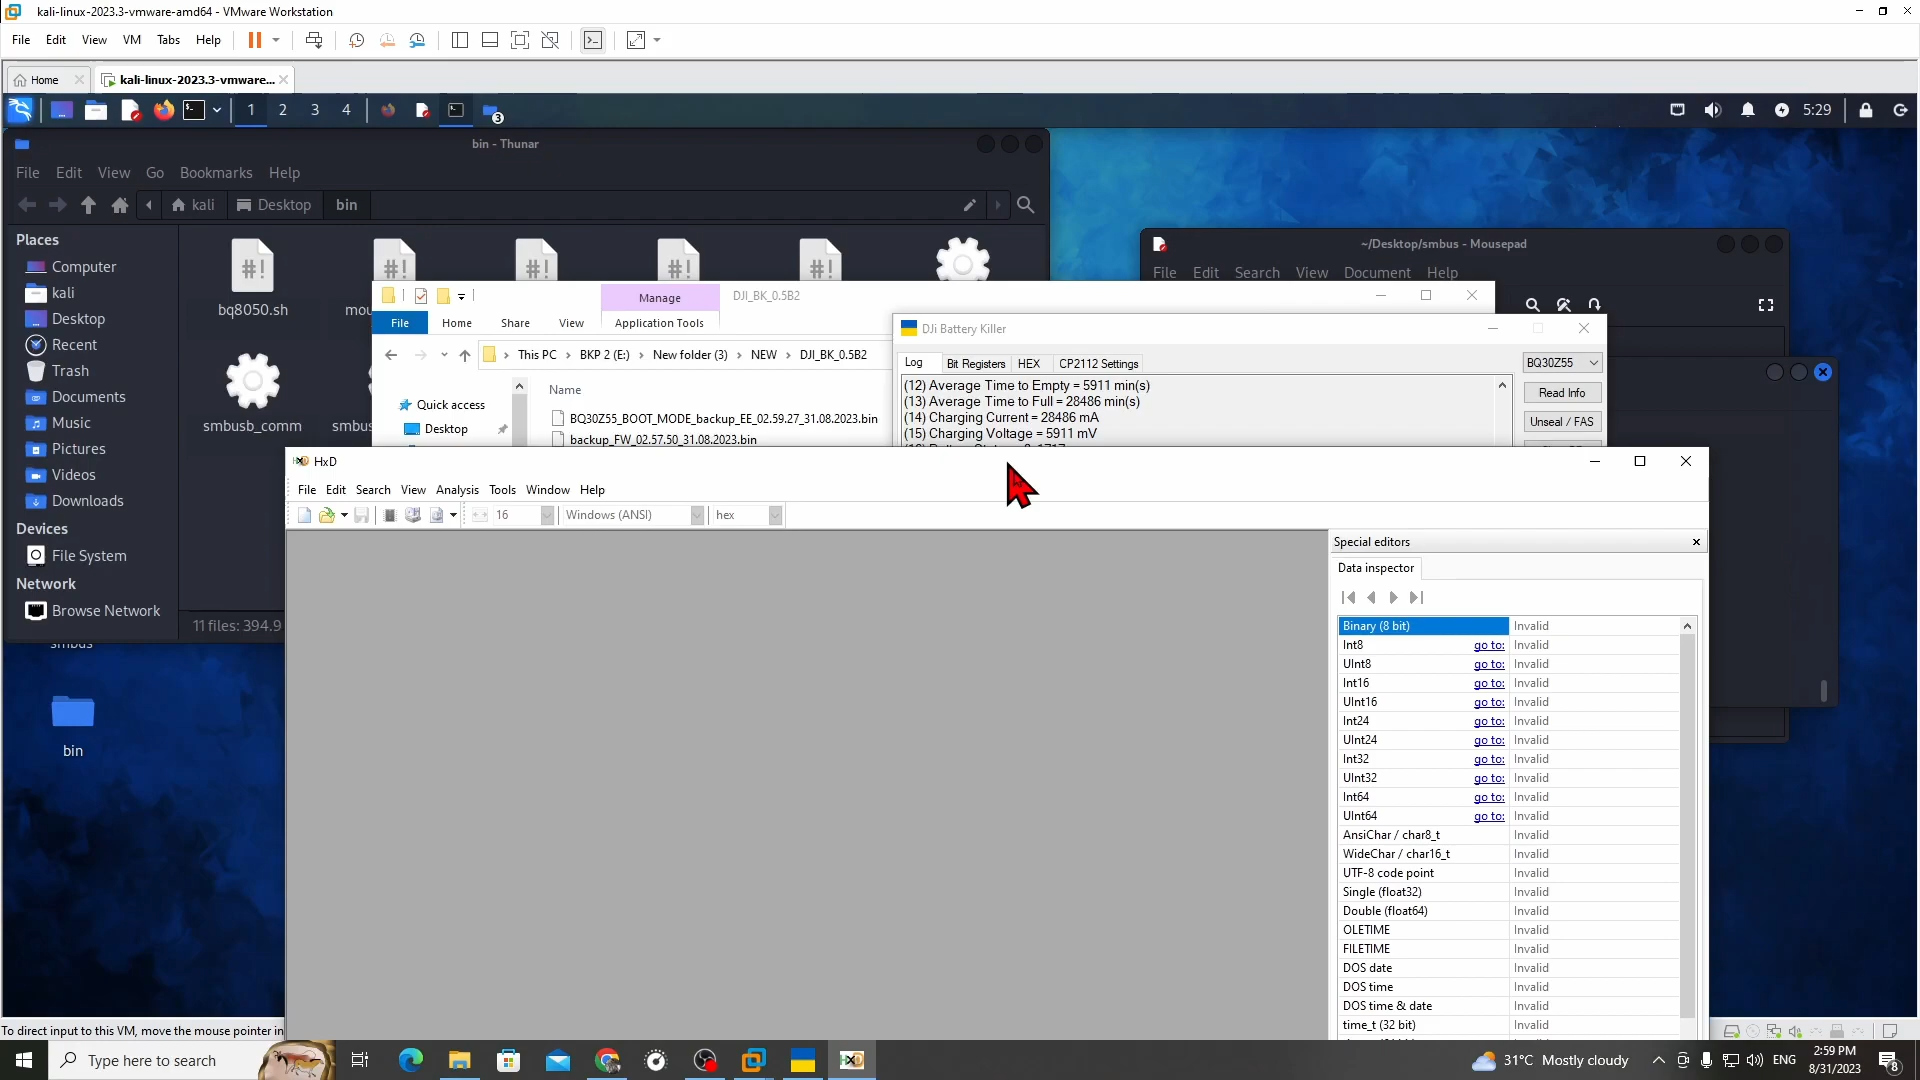 kali-linux-2023.3-vmware-amd64 - VMware Workstation
File Edit View VM Tabs Help
Home
kali-linux-2023.3-vmware...
1 2 3 4
3
5:29
bin - Thunar
File Edit View Go Bookmarks Help
kali Desktop bin
Places
Computer
kali
Desktop
Recent
Trash
Documents
Music
Pictures
Videos
Downloads
Devices
File System
Network
Browse Network
bq8050.sh
mou
smbusb_comm
smbus
11 files: 394.9
smbus
bin
~/Desktop/smbus - Mousepad
File Edit Search View Document Help
Manage DJI_BK_0.5B2
File Home Share View Application Tools
This PC BKP 2 (E:) New folder (3) NEW DJI_BK_0.5B2
Name
Quick access
Desktop
BQ30Z55_BOOT_MODE_backup_EE_02.59.27_31.08.2023.bin
backup_FW_02.57.50_31.08.2023.bin
DJi Battery Killer
Log Bit Registers HEX CP2112 Settings
BQ30Z55
Read Info
Unseal / FAS
(12) Average Time to Empty = 5911 min(s)
(13) Average Time to Full = 28486 min(s)
(14) Charging Current = 28486 mA
(15) Charging Voltage = 5911 mV
HxD
File Edit Search View Analysis Tools Window Help
16 Windows (ANSI) hex
Special editors
Data inspector
Binary (8 bit) Invalid
Int8 go to: Invalid
UInt8 go to: Invalid
Int16 go to: Invalid
UInt16 go to: Invalid
Int24 go to: Invalid
UInt24 go to: Invalid
Int32 go to: Invalid
UInt32 go to: Invalid
Int64 go to: Invalid
UInt64 go to: Invalid
AnsiChar / char8_t Invalid
WideChar / char16_t Invalid
UTF-8 code point Invalid
Single (float32) Invalid
Double (float64) Invalid
OLETIME Invalid
FILETIME Invalid
DOS date Invalid
DOS time Invalid
DOS time & date Invalid
time_t (32 bit) Invalid
To direct input to this VM, move the mouse pointer in
Type here to search
31°C Mostly cloudy
ENG
2:59 PM
8/31/2023
8